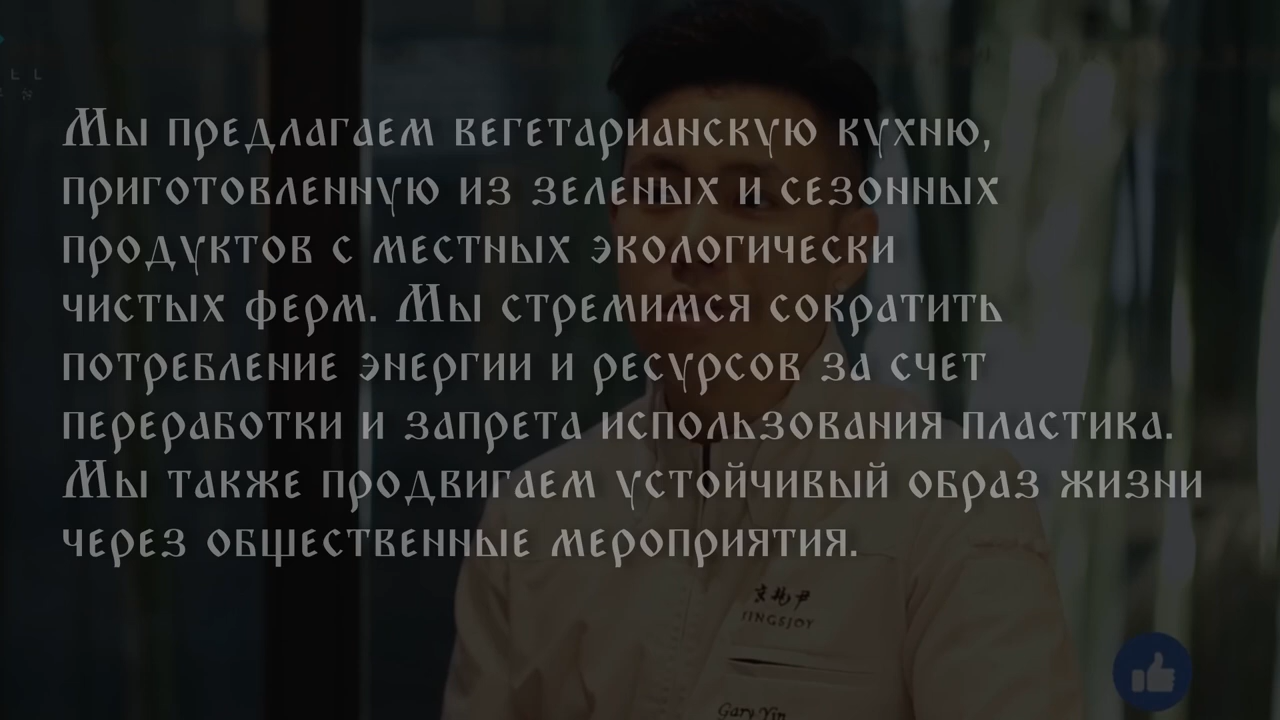 Мы предлагаем вегетарианскую кухню,
приготовленную из зеленых и сезонных
продуктов с местных экологически
чистых ферм. Мы стремимся сократить
потребление энергии и ресурсов за счет
переработки и запрета использования пластика.
Мы также продвигаем устойчивый образ жизни
через общественные мероприятия.
Gary Yin